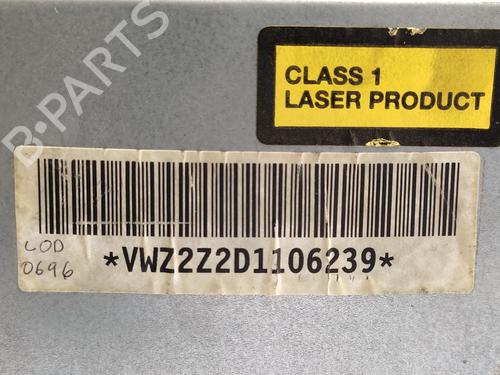 B-PARTS
CLASS 1
LASER PRODUCT
COD
0696
*VWZ2Z2D1106239*